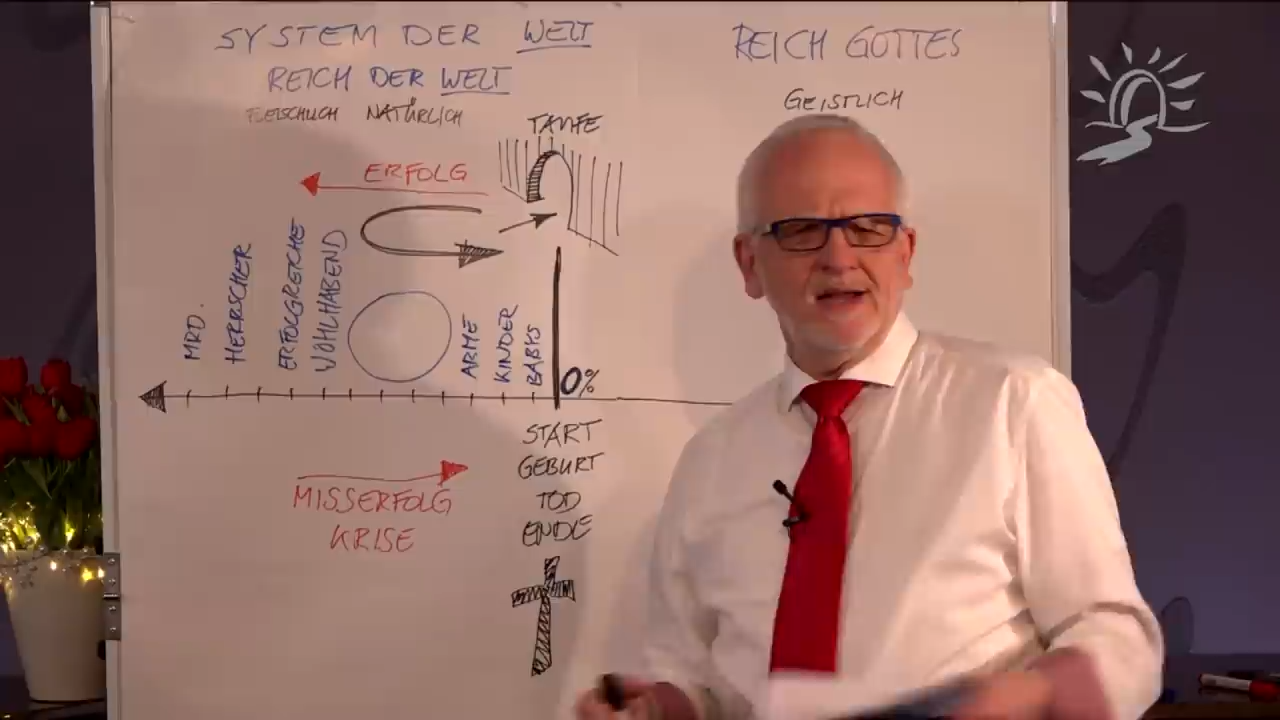 SYSTEM DER WELT
REICH DER WELT
FLEISCHLICH NATÜRLICH
TAUFE
ERFOLG
MRD.
HERRSCHER
ERFOLGREICHE
WOHLHABEND
ARME
KINDER
BABYS
0%
START
GEBURT
TOD
ENDE
MISSERFOLG
KRISE
REICH GOTTES
GEISTLICH